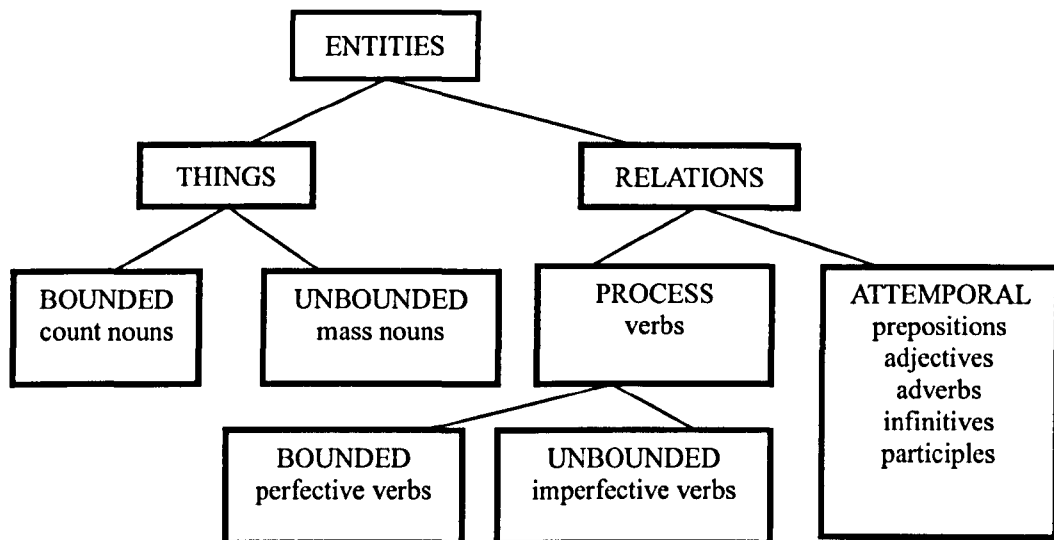 ENTITIES
THINGS
RELATIONS
BOUNDED
count nouns
UNBOUNDED
mass nouns
PROCESS
verbs
ATTEMPORAL
prepositions
adjectives
adverbs
infinitives
participles
BOUNDED
perfective verbs
UNBOUNDED
imperfective verbs